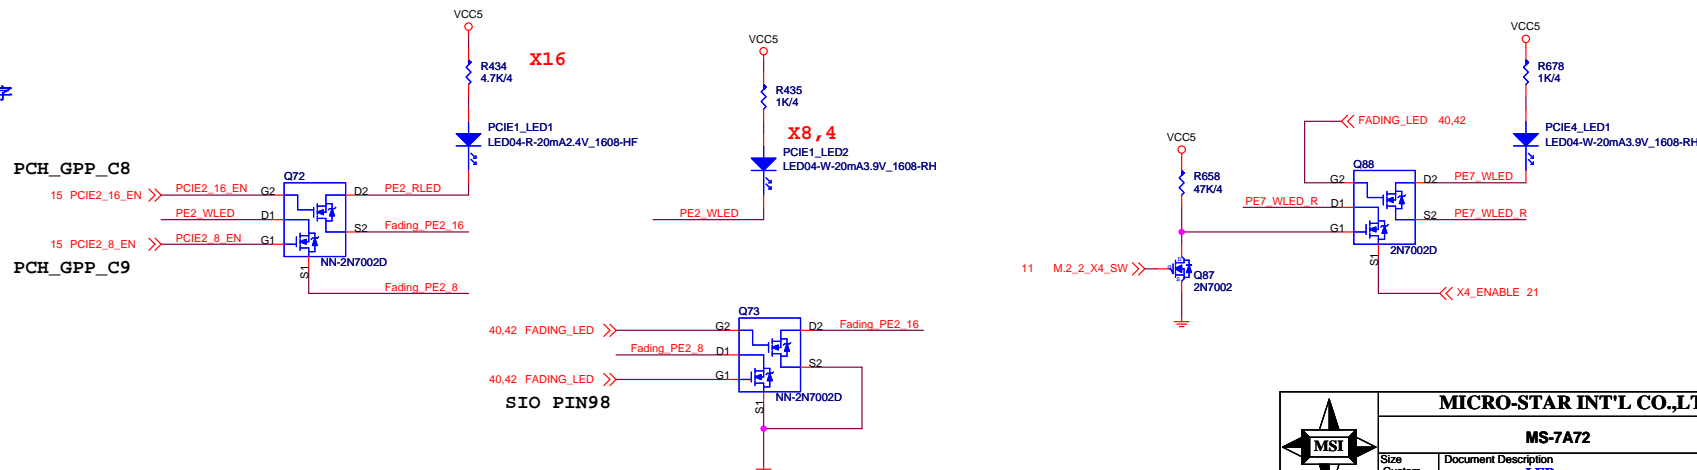 VCC5
R434
4.7K/4
X16
PCIE1_LED1
LED04-R-20mA2.4V_1608-HF
字
PCH_GPP_C8
15 PCIE2_16_EN
PCIE2_16_EN
G2
Q72
D2
PE2_RLED
PE2_WLED
D1
S2
Fading_PE2_16
15 PCIE2_8_EN
PCIE2_8_EN
G1
NN-2N7002D
PCH_GPP_C9
S1
Fading_PE2_8
VCC5
R435
1K/4
X8,4
PCIE1_LED2
LED04-W-20mA3.9V_1608-RH
PE2_WLED
Q73
40,42 FADING_LED
G2
D2
Fading_PE2_16
Fading_PE2_8
D1
S2
40,42 FADING_LED
G1
NN-2N7002D
SIO PIN98
S1
VCC5
R658
47K/4
11 M.2_2_X4_SW
Q87
2N7002
VCC5
R678
1K/4
FADING_LED 40,42
PCIE4_LED1
LED04-W-20mA3.9V_1608-RH
Q88
G2
D2
PE7_WLED
PE7_WLED_R
D1
S2
PE7_WLED_R
G1
2N7002D
S1
X4_ENABLE 21
MSI
MICRO-STAR INT'L CO.,LT
MS-7A72
Size
Document Description